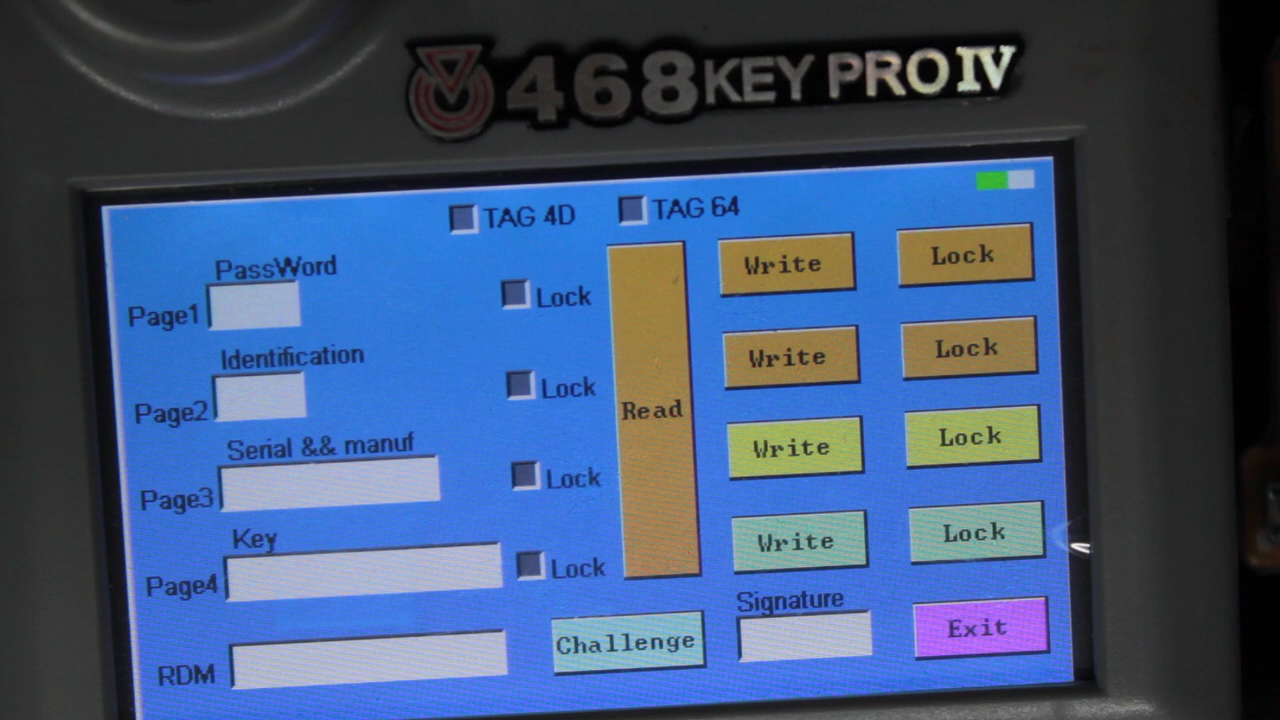 468KEY PRO IV
TAG 4D TAG 64
PassWord
Page1 Lock Write Lock
Identification
Page2 Lock Write Lock
Read
Serial && manuf
Page3 Lock Write Lock
Key
Page4 Lock Write Lock
Signature
RDM Challenge Exit